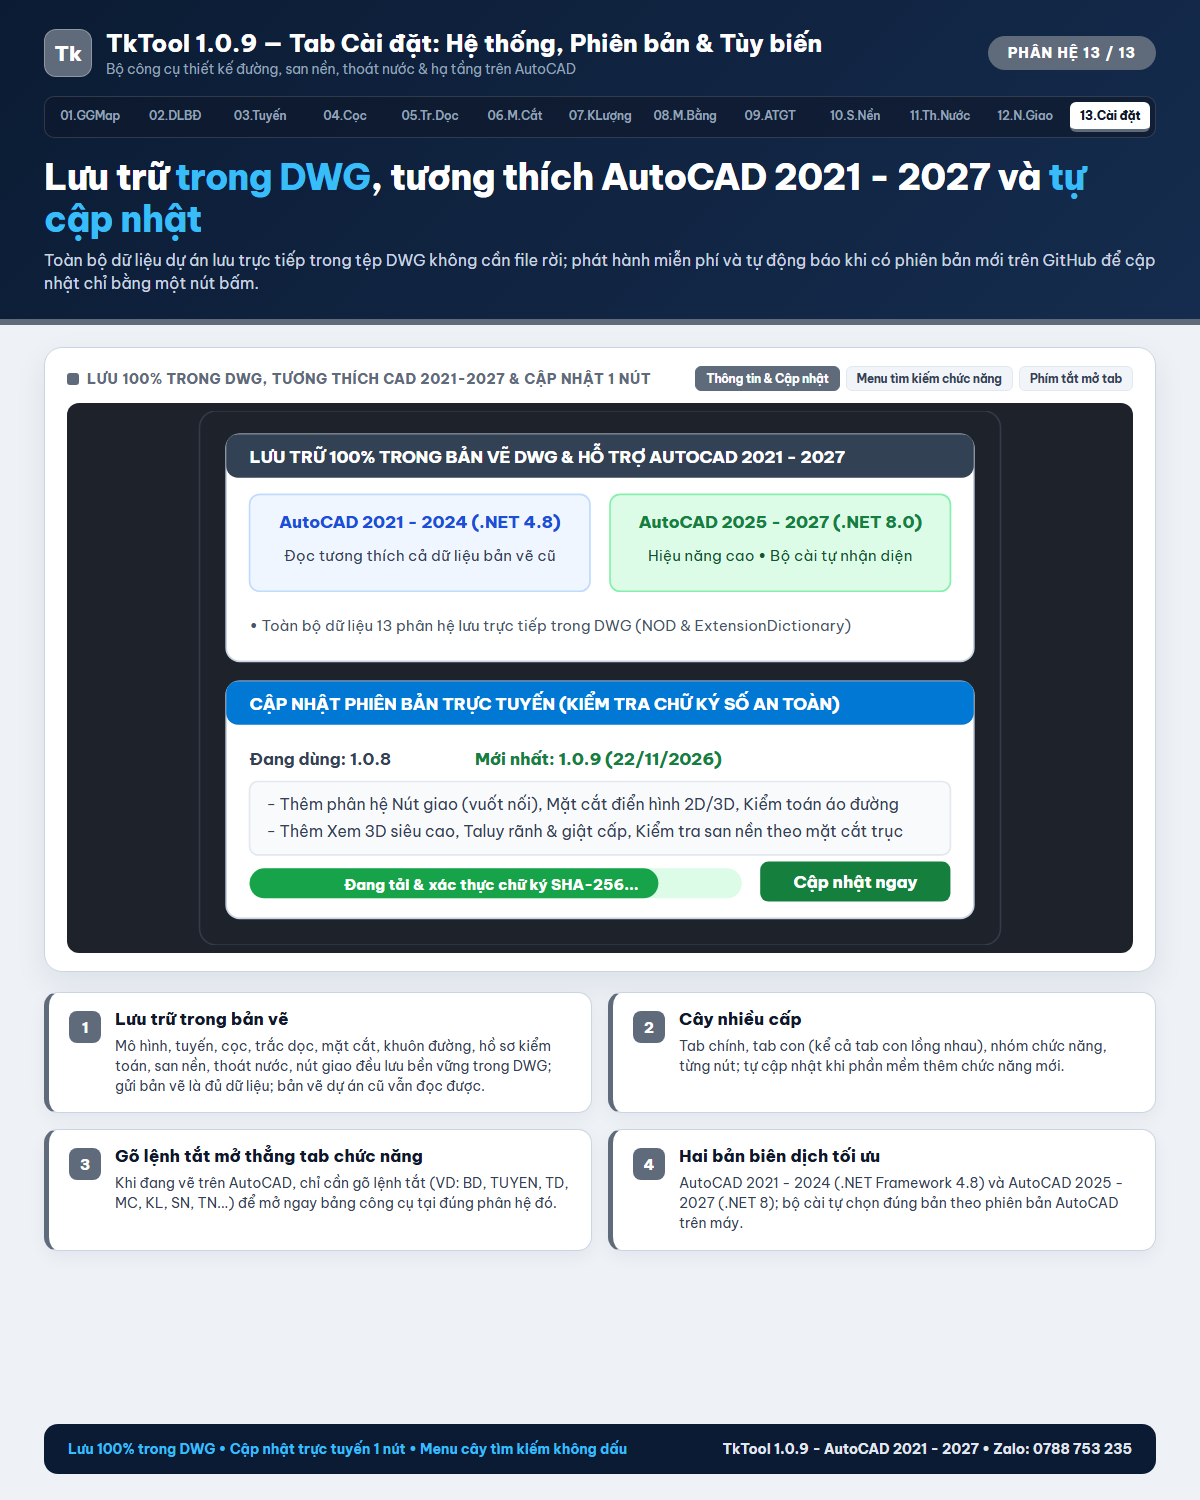 Tk
TkTool 1.0.9 — Tab Cài đặt: Hệ thống, Phiên bản & Tùy biến
Bộ công cụ thiết kế đường, san nền, thoát nước & hạ tầng trên AutoCAD
PHÂN HỆ 13 / 13
01.GGMap 02.DLBĐ 03.Tuyến 04.Cọc 05.Tr.Dọc 06.M.Cắt 07.KLượng 08.M.Bằng 09.ATGT 10.S.Nền 11.Th.Nước 12.N.Giao 13.Cài đặt
Lưu trữ trong DWG, tương thích AutoCAD 2021 - 2027 và tự
cập nhật
Toàn bộ dữ liệu dự án lưu trực tiếp trong tệp DWG không cần file rời; phát hành miễn phí và tự động báo khi có phiên bản mới trên GitHub để cập
nhật chỉ bằng một nút bấm.
LƯU 100% TRONG DWG, TƯƠNG THÍCH CAD 2021-2027 & CẬP NHẬT 1 NÚT
Thông tin & Cập nhật Menu tìm kiếm chức năng Phím tắt mở tab
LƯU TRỮ 100% TRONG BẢN VẼ DWG & HỖ TRỢ AUTOCAD 2021 - 2027
AutoCAD 2021 - 2024 (.NET 4.8)
Đọc tương thích cả dữ liệu bản vẽ cũ
AutoCAD 2025 - 2027 (.NET 8.0)
Hiệu năng cao • Bộ cài tự nhận diện
• Toàn bộ dữ liệu 13 phân hệ lưu trực tiếp trong DWG (NOD & ExtensionDictionary)
CẬP NHẬT PHIÊN BẢN TRỰC TUYẾN (KIỂM TRA CHỮ KÝ SỐ AN TOÀN)
Đang dùng: 1.0.8 Mới nhất: 1.0.9 (22/11/2026)
- Thêm phân hệ Nút giao (vuốt nối), Mặt cắt điển hình 2D/3D, Kiểm toán áo đường
- Thêm Xem 3D siêu cao, Taluy rãnh & giật cấp, Kiểm tra san nền theo mặt cắt trục
Đang tải & xác thực chữ ký SHA-256...
Cập nhật ngay
1
Lưu trữ trong bản vẽ
Mô hình, tuyến, cọc, trắc dọc, mặt cắt, khuôn đường, hồ sơ kiểm
toán, san nền, thoát nước, nút giao đều lưu bền vững trong DWG;
gửi bản vẽ là đủ dữ liệu; bản vẽ dự án cũ vẫn đọc được.
2
Cây nhiều cấp
Tab chính, tab con (kể cả tab con lồng nhau), nhóm chức năng,
từng nút; tự cập nhật khi phần mềm thêm chức năng mới.
3
Gõ lệnh tắt mở thẳng tab chức năng
Khi đang vẽ trên AutoCAD, chỉ cần gõ lệnh tắt (VD: BD, TUYEN, TD,
MC, KL, SN, TN...) để mở ngay bảng công cụ tại đúng phân hệ đó.
4
Hai bản biên dịch tối ưu
AutoCAD 2021 - 2024 (.NET Framework 4.8) và AutoCAD 2025 -
2027 (.NET 8); bộ cài tự chọn đúng bản theo phiên bản AutoCAD
trên máy.
Lưu 100% trong DWG • Cập nhật trực tuyến 1 nút • Menu cây tìm kiếm không dấu
TkTool 1.0.9 - AutoCAD 2021 - 2027 • Zalo: 0788 753 235